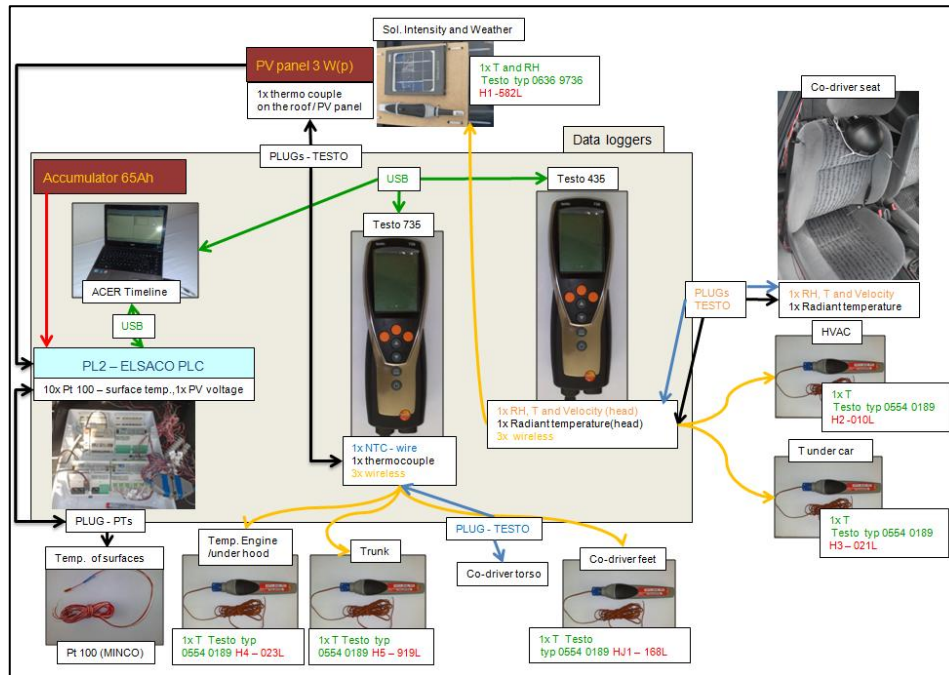 Sol. Intensity and Weather
PV panel 3 W(p)
1x thermo couple
on the roof / PV panel
1x T and RH
Testo typ 0636 9736
H1 -582L
Co-driver seat
Data loggers
PLUGs - TESTO
Accumulator 65Ah
USB
Testo 435
Testo 735
ACER Timeline
USB
PLUGs
TESTO
1x RH, T and Velocity
1x Radiant temperature
HVAC
PL2 – ELSACO PLC
10x Pt 100 – surface temp.,1x PV voltage
1x T
Testo typ 0554 0189
H2 -010L
1x RH, T and Velocity (head)
1x Radiant temperature(head)
3x wireless
1x NTC - wire
1x thermocouple
3x wireless
T under car
1x T
Testo typ 0554 0189
H3 – 021L
PLUG - PTs
PLUG - TESTO
Temp. of surfaces
Temp. Engine
/under hood
Trunk
Co-driver torso
Co-driver feet
Pt 100 (MINCO)
1x T Testo typ
0554 0189 H4 – 023L
1x T Testo typ
0554 0189 H5 – 919L
1x T Testo
typ 0554 0189 HJ1 – 168L